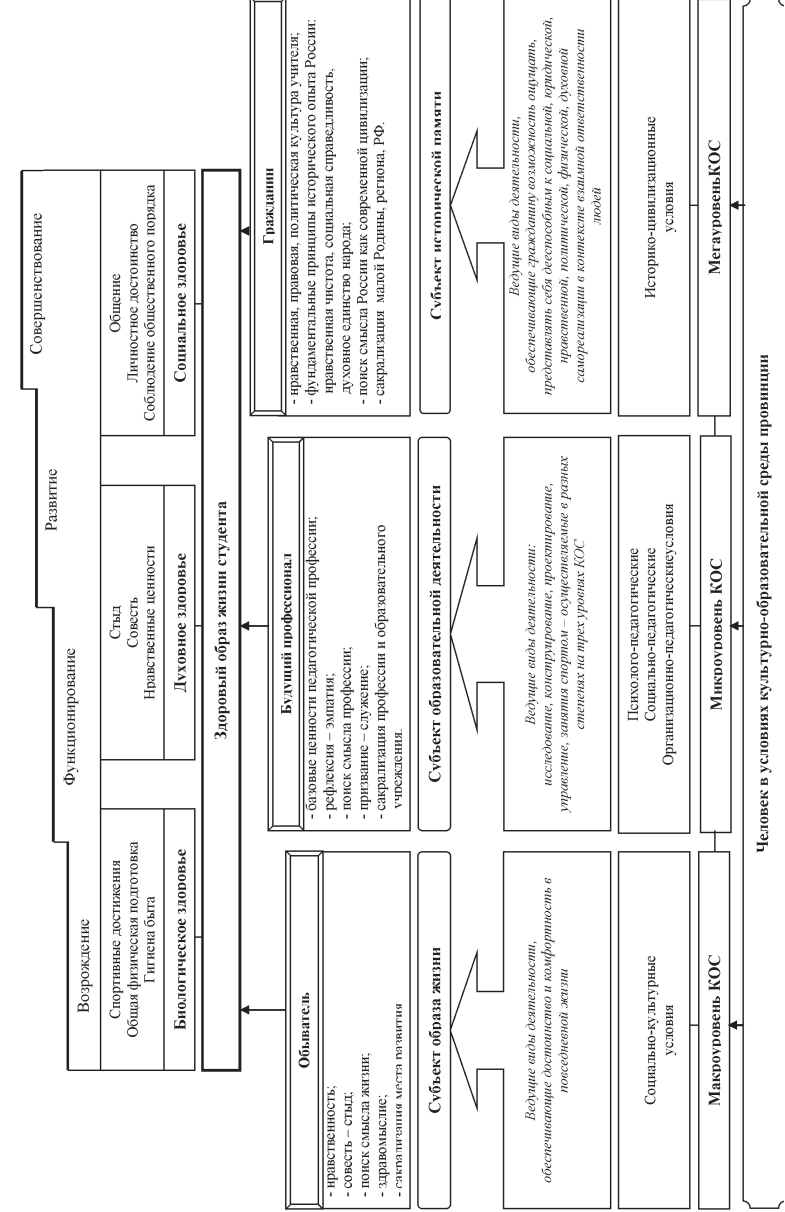 Совершенствование
Развитие
Функционирование
Возрождение
Спортивные достижения
Общая физическая подготовка
Гигиена быта
Биологическое здоровье
Стыд
Совесть
Нравственные ценности
Духовное здоровье
Общение
Личностное достоинство
Соблюдение общественного порядка
Социальное здоровье
Здоровый образ жизни студента
Обыватель
- нравственность;
- совесть – стыд;
- поиск смысла жизни;
- здравомыслие;
- сакрализация места развития
Будущий профессионал
- базовые ценности педагогической профессии;
- рефлексия – эмпатия;
- поиск смысла профессии;
- призвание – служение;
- сакрализация профессии и образовательного
учреждения.
Гражданин
- нравственная, правовая, политическая культура учителя;
- фундаментальные принципы исторического опыта России:
нравственная чистота, социальная справедливость,
духовное единство народа;
- поиск смысла России как современной цивилизации;
- сакрализация малой Родины, региона, РФ.
Субъект образа жизни
Субъект образовательной деятельности
Субъект исторической памяти
Ведущие виды деятельности,
обеспечивающие достоинство и комфортность в
повседневной жизни
Ведущие виды деятельности:
исследование, конструирование, проектирование,
управление, занятия спортом – осуществляемые в разных
степенях на трех уровнях КОС
Ведущие виды деятельности,
обеспечивающие гражданину возможность ощущать,
представлять себя дееспособным к социальной, юридической,
нравственной, политической, физической, духовной
самореализации в контексте взаимной ответственности
людей
Социально-культурные
условия
Психолого-педагогические
Социально-педагогические
Организационно-педагогическиеусловия
Историко-цивилизационные
условия
Макроуровень КОС
Микроуровень КОС
МегауровеньКОС
Человек в условиях культурно-образовательной среды провинции